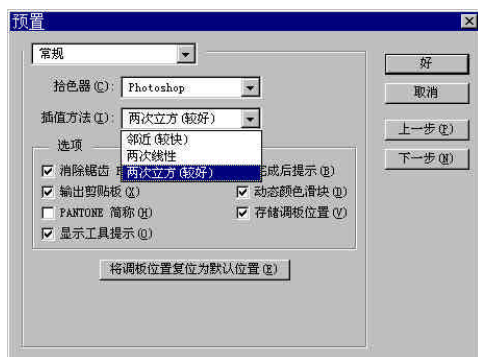 预置
常规
好
拾色器(C): Photoshop
取消
插值方法(I): 两次立方(较好)
上一步(P)
邻近(较快)
选项
两次线性
下一步(N)
消除锯齿 两次立方(较好) 完成后提示(B)
输出剪贴板(X) 动态颜色滑块(D)
PANTONE 简称(H) 存储调板位置(V)
显示工具提示(Q)
将调板位置复位为默认位置(E)